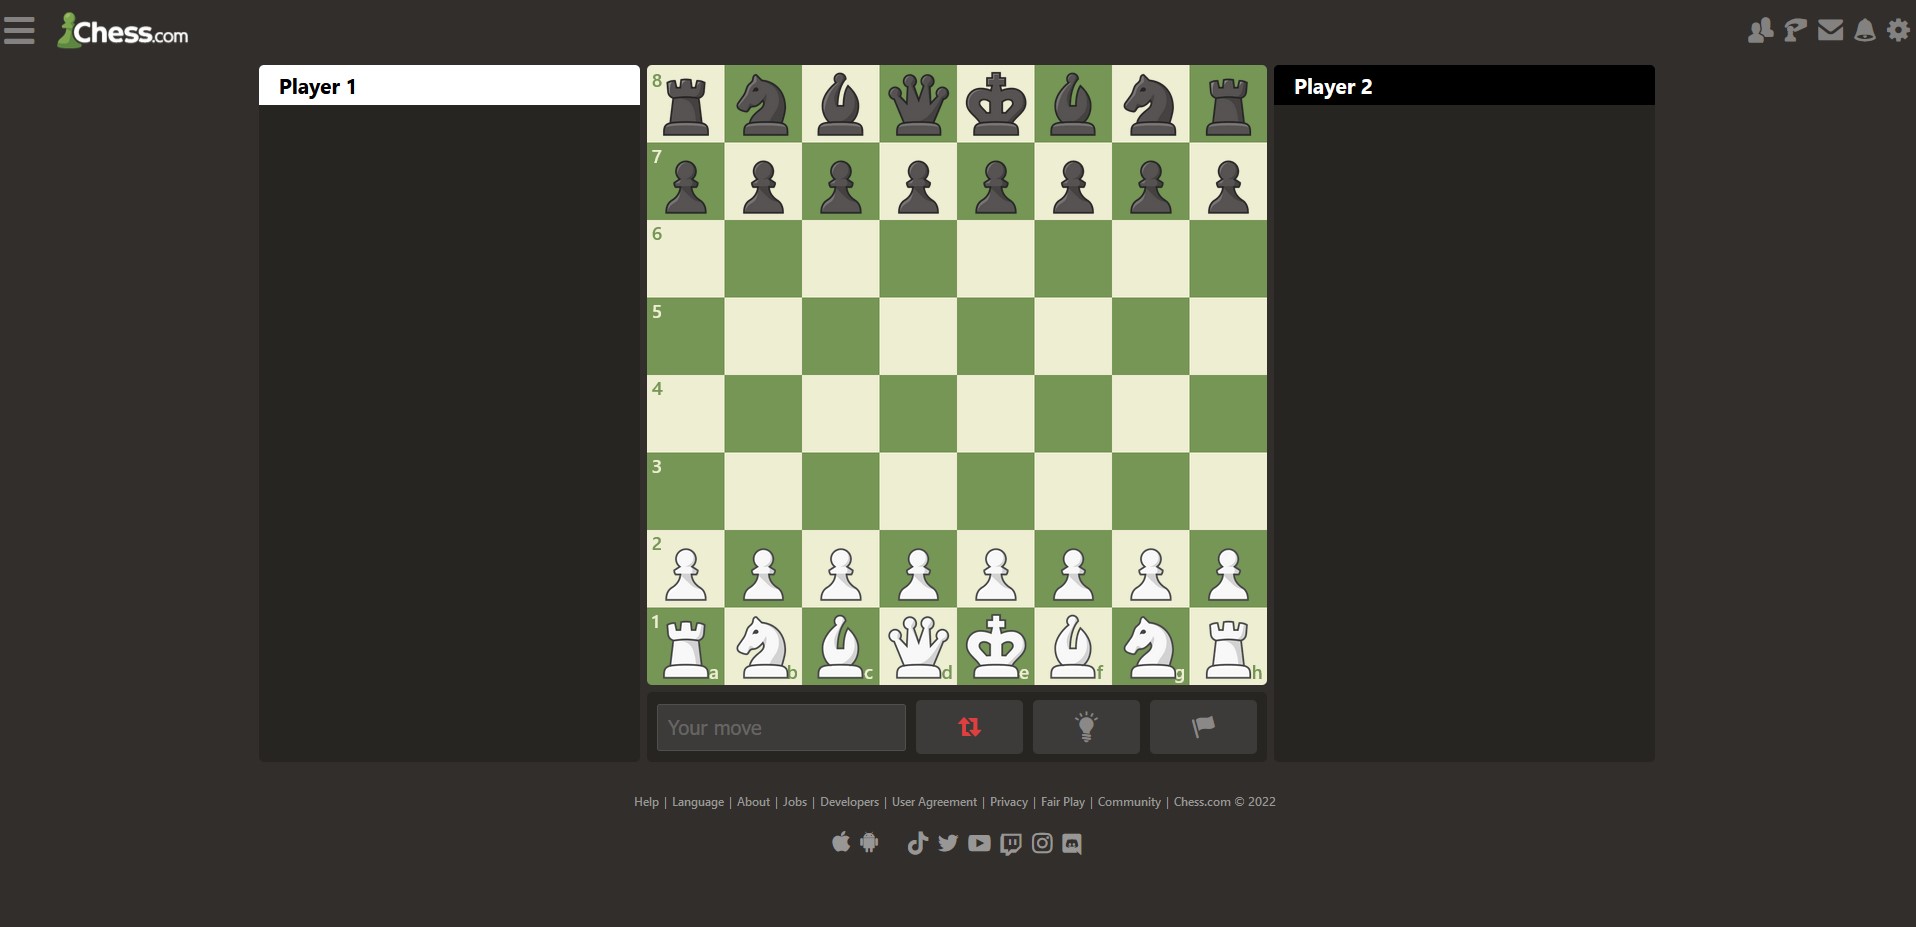 Chess.com
Player 1
Player 2
8
7
6
5
4
3
2
1
a b c d e f g h
Your move
Help | Language | About | Jobs | Developers | User Agreement | Privacy | Fair Play | Community | Chess.com © 2022